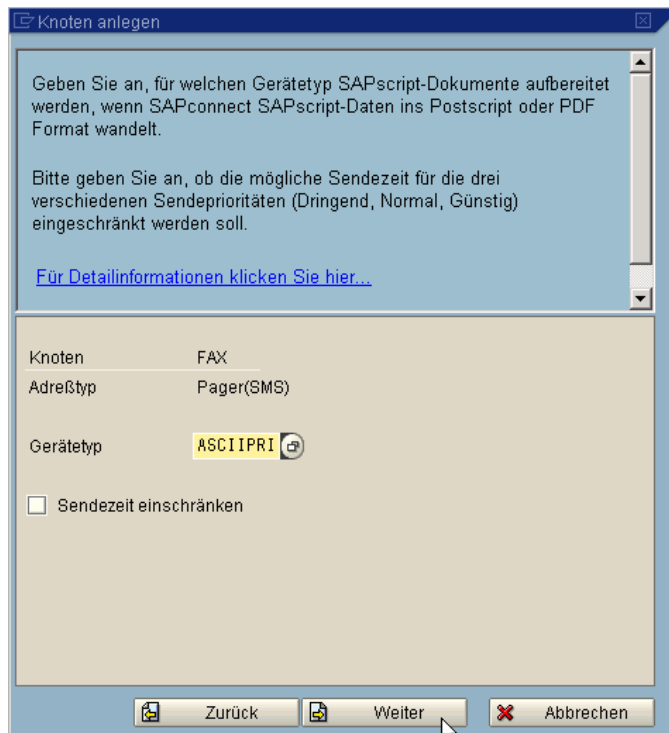 Knoten anlegen
Geben Sie an, für welchen Gerätetyp SAPscript-Dokumente aufbereitet
werden, wenn SAPconnect SAPscript-Daten ins Postscript oder PDF
Format wandelt.
Bitte geben Sie an, ob die mögliche Sendezeit für die drei
verschiedenen Sendeprioritäten (Dringend, Normal, Günstig)
eingeschränkt werden soll.
Für Detailinformationen klicken Sie hier...
Knoten FAX
Adreßtyp Pager(SMS)
Gerätetyp ASCIIPRI
Sendezeit einschränken
Zurück Weiter Abbrechen